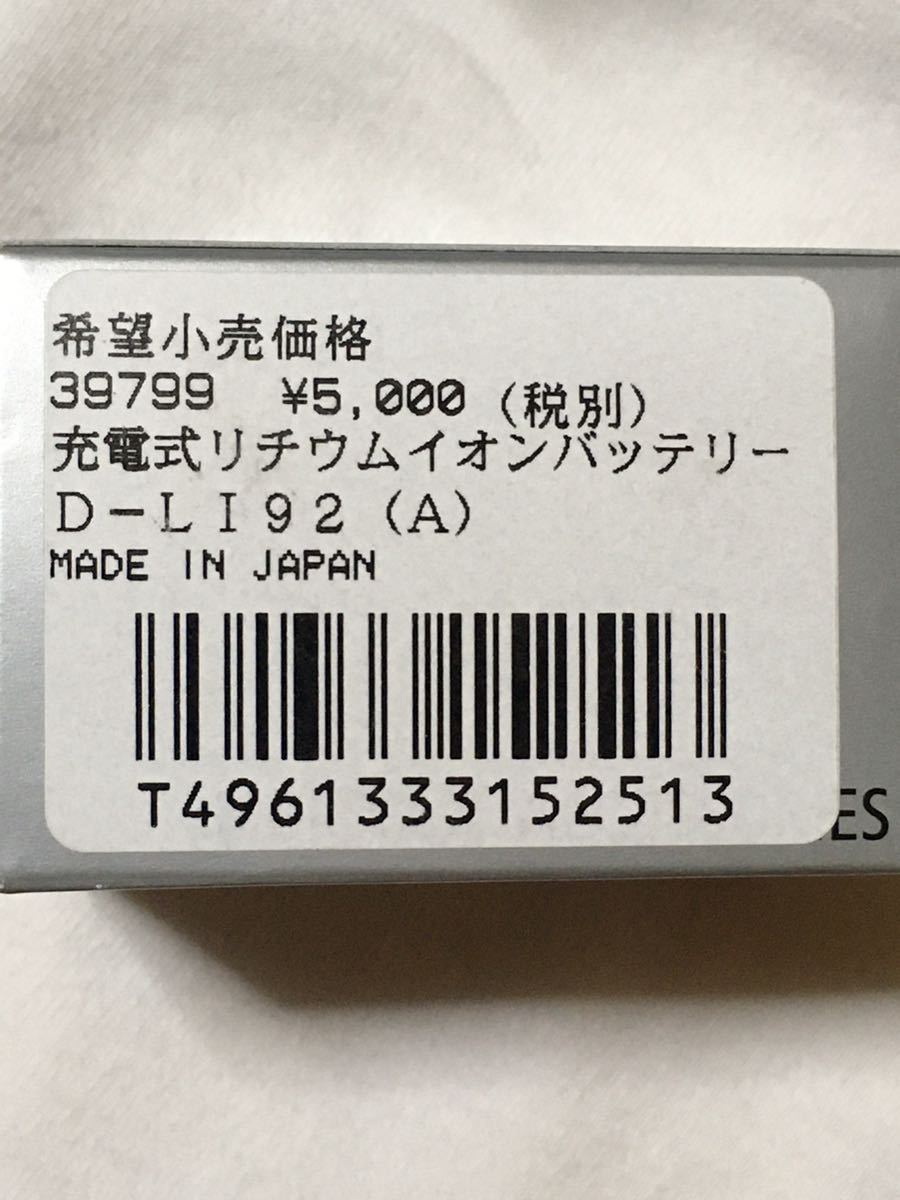 希望小売価格
39799 ¥5,000 (税別)
充電式リチウムイオンバッテリー
D－LI92(A)
MADE IN JAPAN
T4961333152513
ES